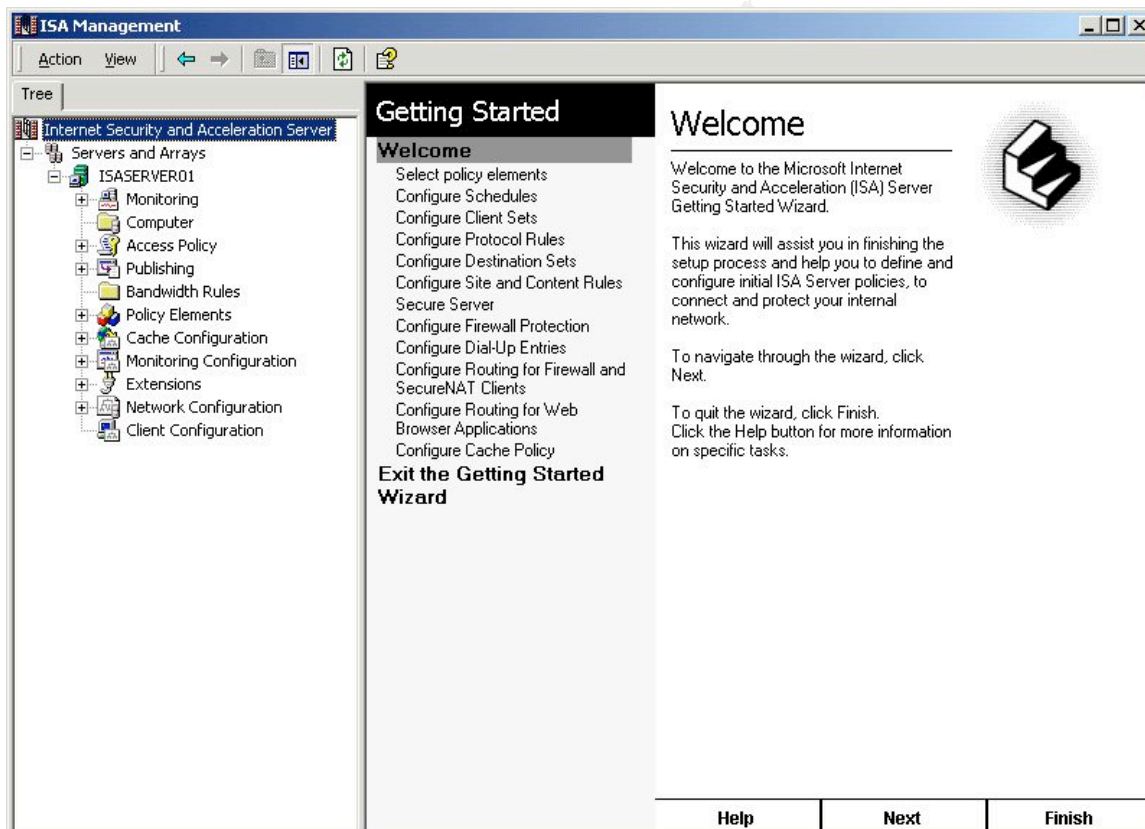 ISA Management
Action View
Tree
Internet Security and Acceleration Server
Servers and Arrays
ISASERVER01
Monitoring
Computer
Access Policy
Publishing
Bandwidth Rules
Policy Elements
Cache Configuration
Monitoring Configuration
Extensions
Network Configuration
Client Configuration
Getting Started
Welcome
Select policy elements
Configure Schedules
Configure Client Sets
Configure Protocol Rules
Configure Destination Sets
Configure Site and Content Rules
Secure Server
Configure Firewall Protection
Configure Dial-Up Entries
Configure Routing for Firewall and
SecureNAT Clients
Configure Routing for Web
Browser Applications
Configure Cache Policy
Exit the Getting Started
Wizard
Welcome
Welcome to the Microsoft Internet
Security and Acceleration (ISA) Server
Getting Started Wizard.
This wizard will assist you in finishing the
setup process and help you to define and
configure initial ISA Server policies, to
connect and protect your internal
network.
To navigate through the wizard, click
Next.
To quit the wizard, click Finish.
Click the Help button for more information
on specific tasks.
Help Next Finish